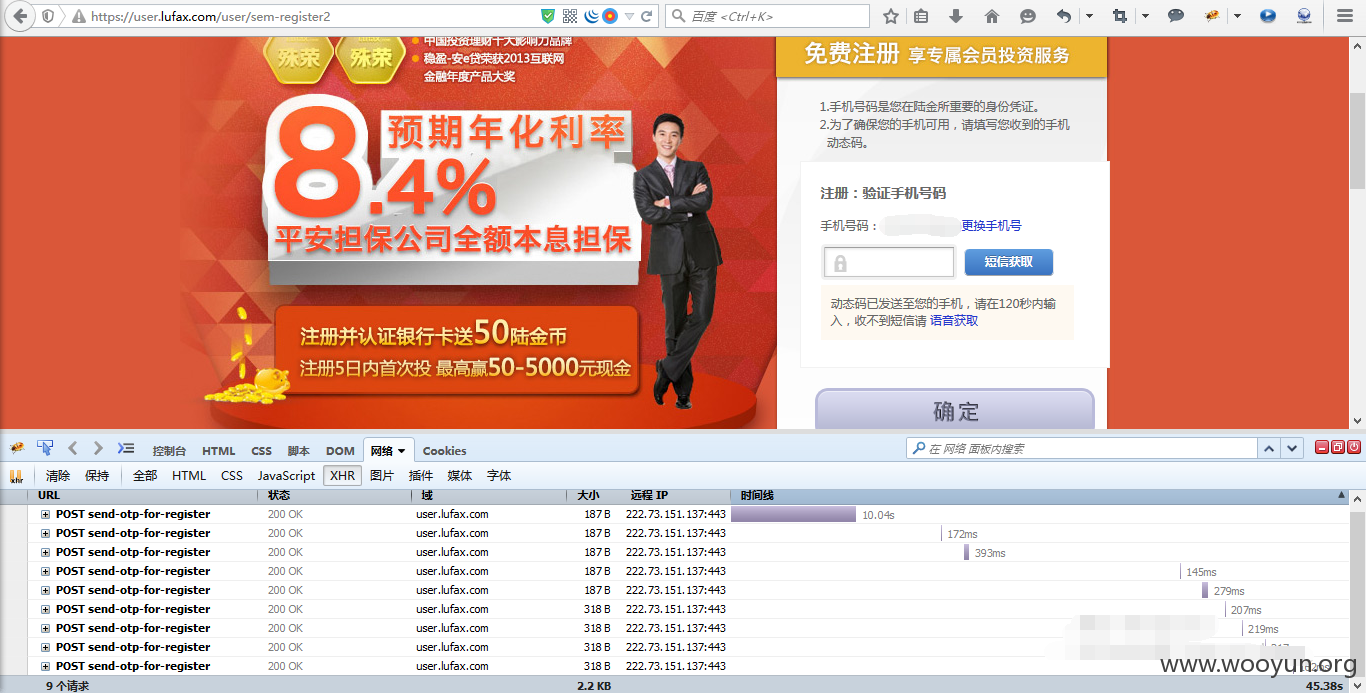 https://user.lufax.com/user/sem-register2
百度 <Ctrl+K>
殊荣 殊荣
中国投资理财十大影响力品牌
稳盈-安e贷荣获2013互联网
金融年度产品大奖
8.4%
预期年化利率
平安担保公司全额本息担保
注册并认证银行卡送50陆金币
注册5日内首次投 最高赢50-5000元现金
免费注册 享专属会员投资服务
1.手机号码是您在陆金所重要的身份凭证。
2.为了确保您的手机可用，请填写您收到的手机
动态码。
注册：验证手机号码
手机号码： 更换手机号
短信获取
动态码已发送至您的手机，请在120秒内输
入，收不到短信请 语音获取
确定
控制台 HTML CSS 脚本 DOM 网络 Cookies
在 网络 面板内搜索
xhr 清除 保持 全部 HTML CSS JavaScript XHR 图片 插件 媒体 字体
URL 状态 域 大小 远程 IP 时间线
POST send-otp-for-register 200 OK user.lufax.com 187 B 222.73.151.137:443 10.04s
POST send-otp-for-register 200 OK user.lufax.com 187 B 222.73.151.137:443 172ms
POST send-otp-for-register 200 OK user.lufax.com 187 B 222.73.151.137:443 393ms
POST send-otp-for-register 200 OK user.lufax.com 187 B 222.73.151.137:443 145ms
POST send-otp-for-register 200 OK user.lufax.com 187 B 222.73.151.137:443 279ms
POST send-otp-for-register 200 OK user.lufax.com 318 B 222.73.151.137:443 207ms
POST send-otp-for-register 200 OK user.lufax.com 318 B 222.73.151.137:443 219ms
POST send-otp-for-register 200 OK user.lufax.com 318 B 222.73.151.137:443
POST send-otp-for-register 200 OK user.lufax.com 318 B 222.73.151.137:443
www.wooyun.org
9 个请求 2.2 KB 45.38s